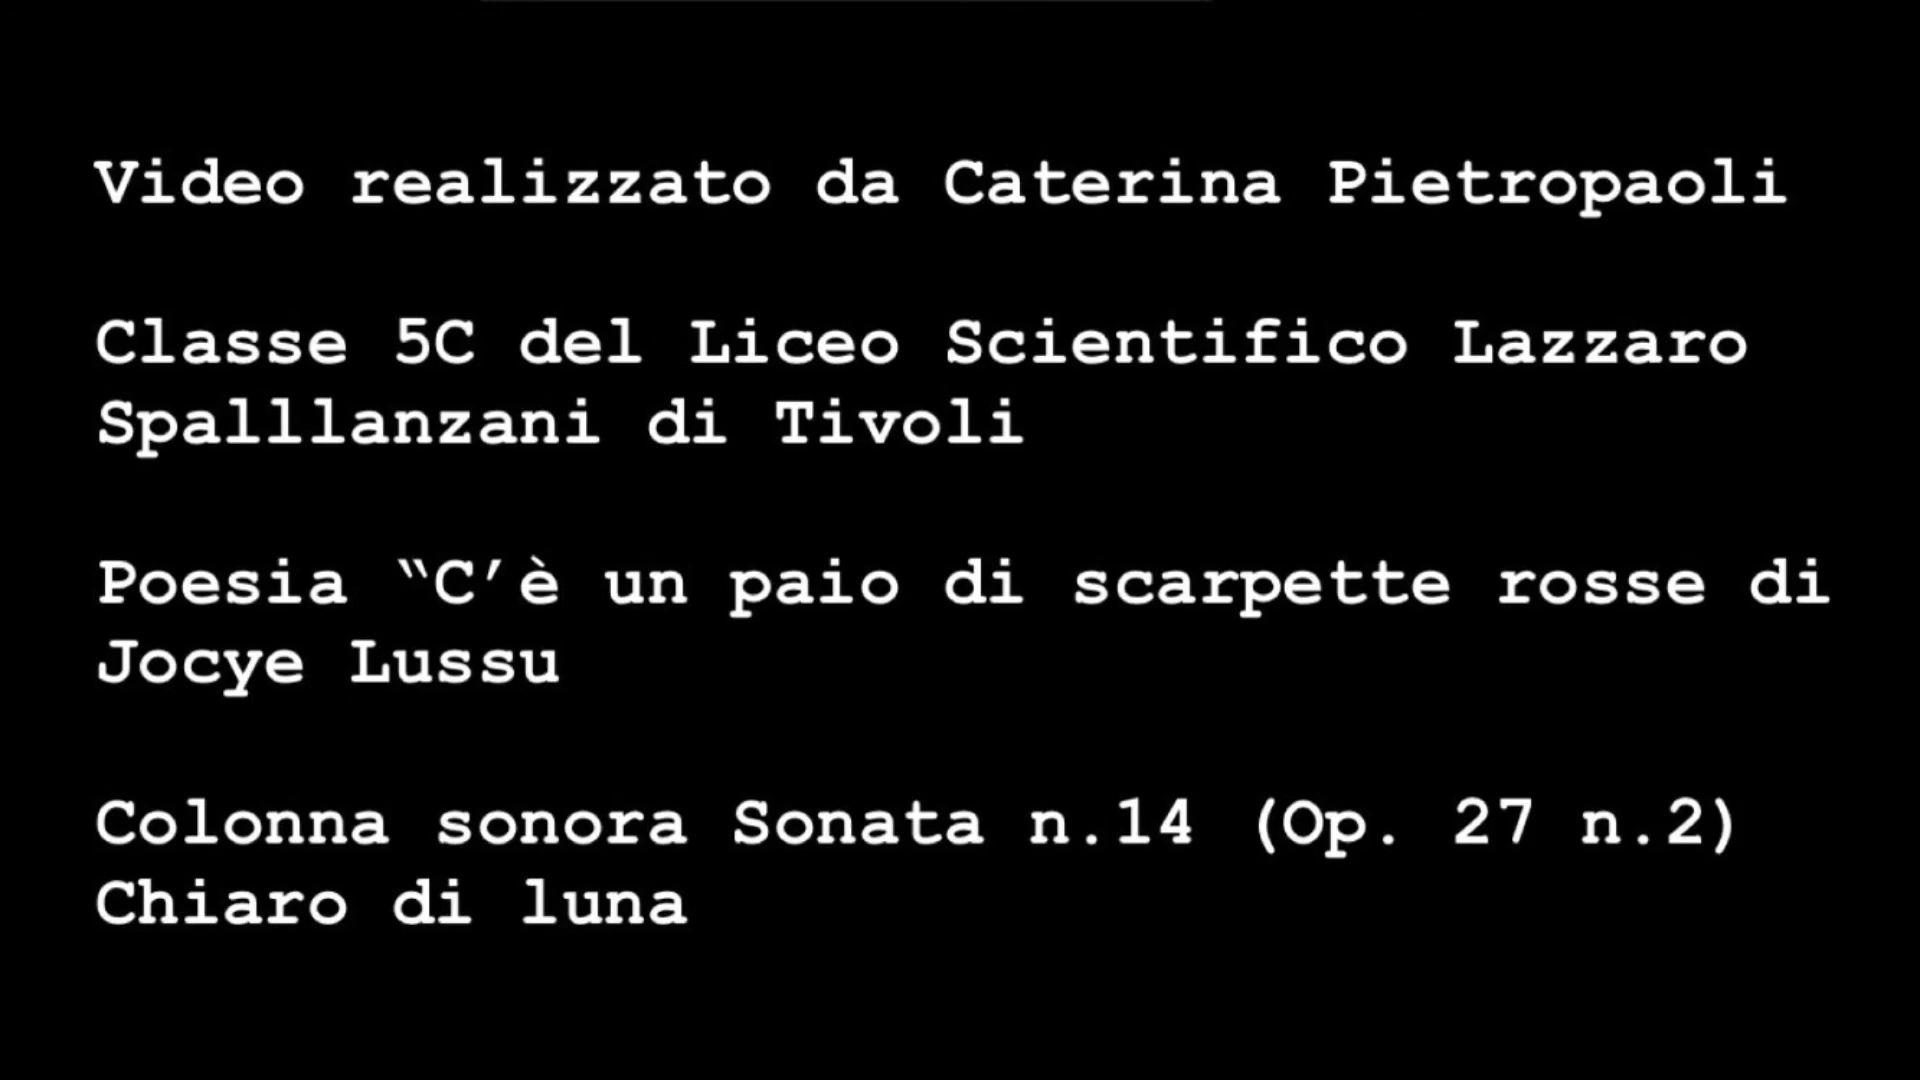 Video realizzato da Caterina Pietropaoli
Classe 5C del Liceo Scientifico Lazzaro
Spalllanzani di Tivoli
Poesia “C’è un paio di scarpette rosse di
Jocye Lussu
Colonna sonora Sonata n.14 (Op. 27 n.2)
Chiaro di luna